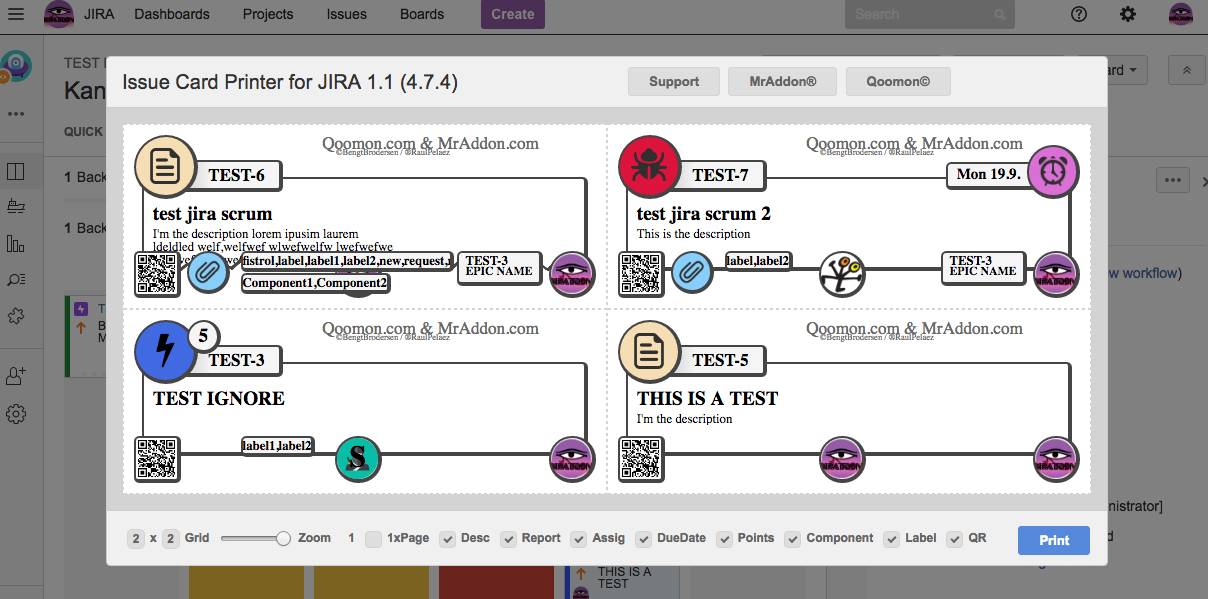 JIRA Dashboards Projects Issues Boards Create Search
TEST
Kan
QUICK
1 Back
1 Back
ard
w workflow)
nistrator]
Issue Card Printer for JIRA 1.1 (4.7.4) Support MrAddon® Qoomon©
Qoomon.com & MrAddon.com
©BengtBrodersen / ®RaulPelaez
TEST-6
test jira scrum
I'm the description lorem ipusim laurem
ldeldled welf,welfwef wlwefwelfw lwefwefwe
fistrol,label,label1,label2,new,request,
Component1,Component2
TEST-3
EPIC NAME
Qoomon.com & MrAddon.com
©BengtBrodersen / ®RaulPelaez
TEST-7
Mon 19.9.
test jira scrum 2
This is the description
label,label2
TEST-3
EPIC NAME
Qoomon.com & MrAddon.com
©BengtBrodersen / ®RaulPelaez
5
TEST-3
TEST IGNORE
label1,label2
S
Qoomon.com & MrAddon.com
©BengtBrodersen / ®RaulPelaez
TEST-5
THIS IS A TEST
I'm the description
2 x 2 Grid Zoom 1 1xPage Desc Report Assig DueDate Points Component Label QR Print
THIS IS A
TEST